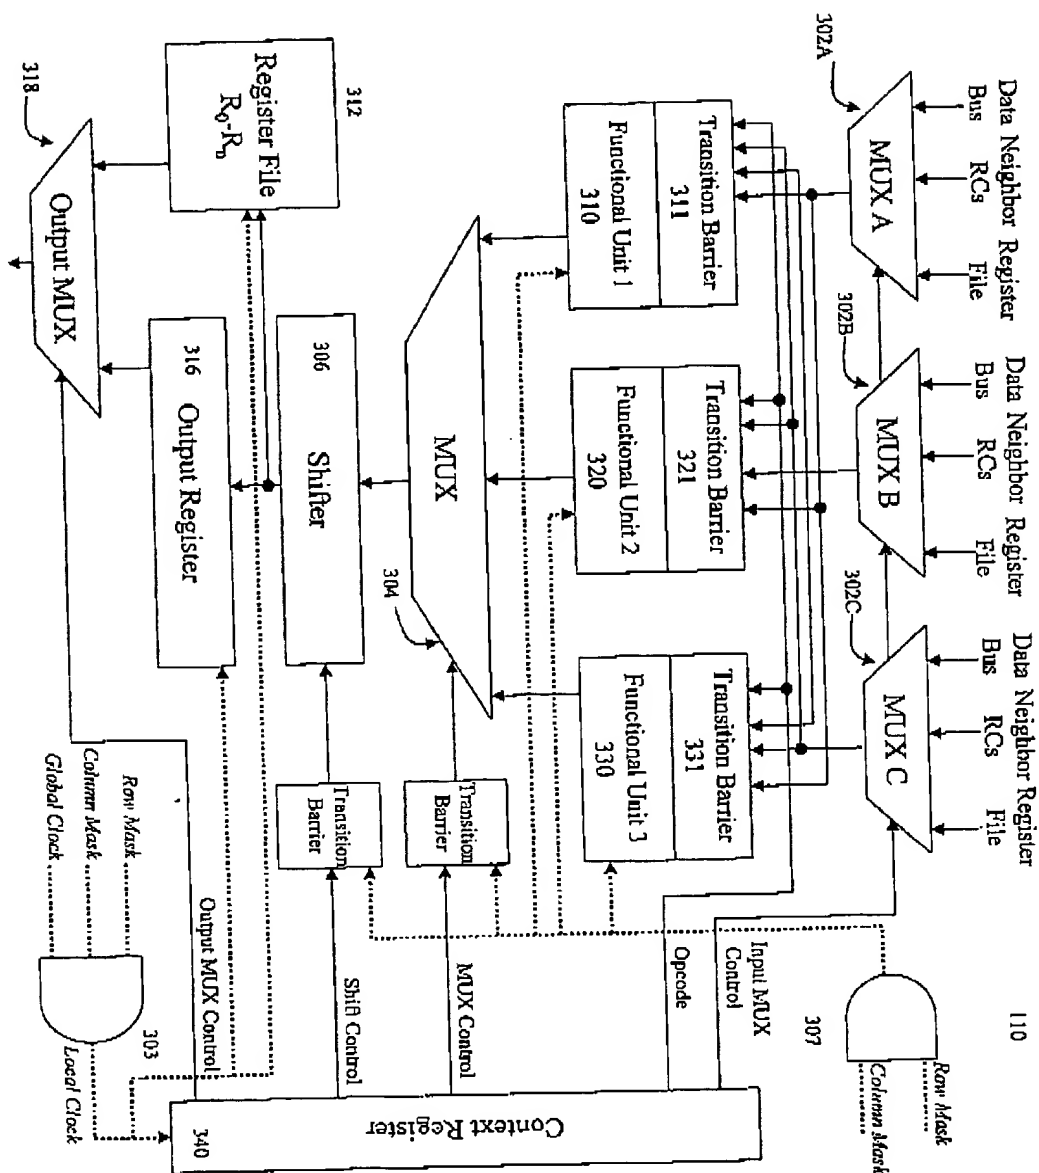 110
Data Neighbor Register
Bus RCs File
302A
MUX A
Data Neighbor Register
Bus RCs File
302B
MUX B
Data Neighbor Register
Bus RCs File
302C
MUX C
Transition Barrier
311
Functional Unit 1
310
Transition Barrier
321
Functional Unit 2
320
Transition Barrier
331
Functional Unit 3
330
Row Mask
Column Mask
307
Input MUX
Control
Opcode
MUX
304
Transition
Barrier
MUX Control
306
Shifter
Transition
Barrier
Shift Control
312
Register File
R0-Rn
316
Output Register
318
Output MUX
Output MUX Control
Row Mask
Column Mask
Global Clock
303
Local Clock
Context Register
340